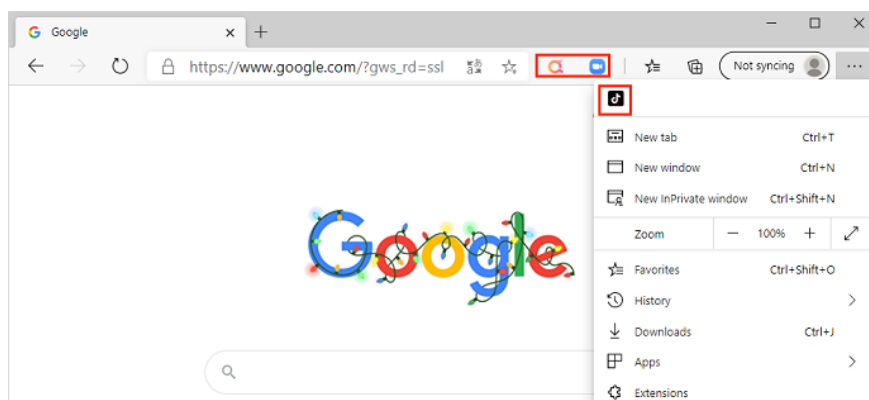 Google
https://www.google.com/?gws_rd=ssl
Not syncing
New tab Ctrl+T
New window Ctrl+N
New InPrivate window Ctrl+Shift+N
Zoom 100%
Google
Favorites Ctrl+Shift+O
History
Downloads Ctrl+J
Apps
Extensions